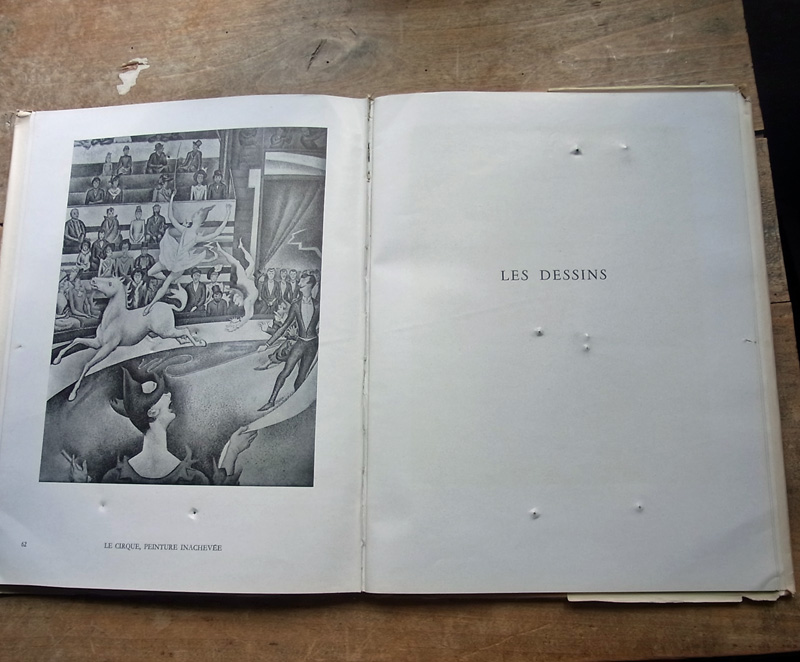 62
LE CIRQUE, PEINTURE INACHEVÉE
LES DESSINS